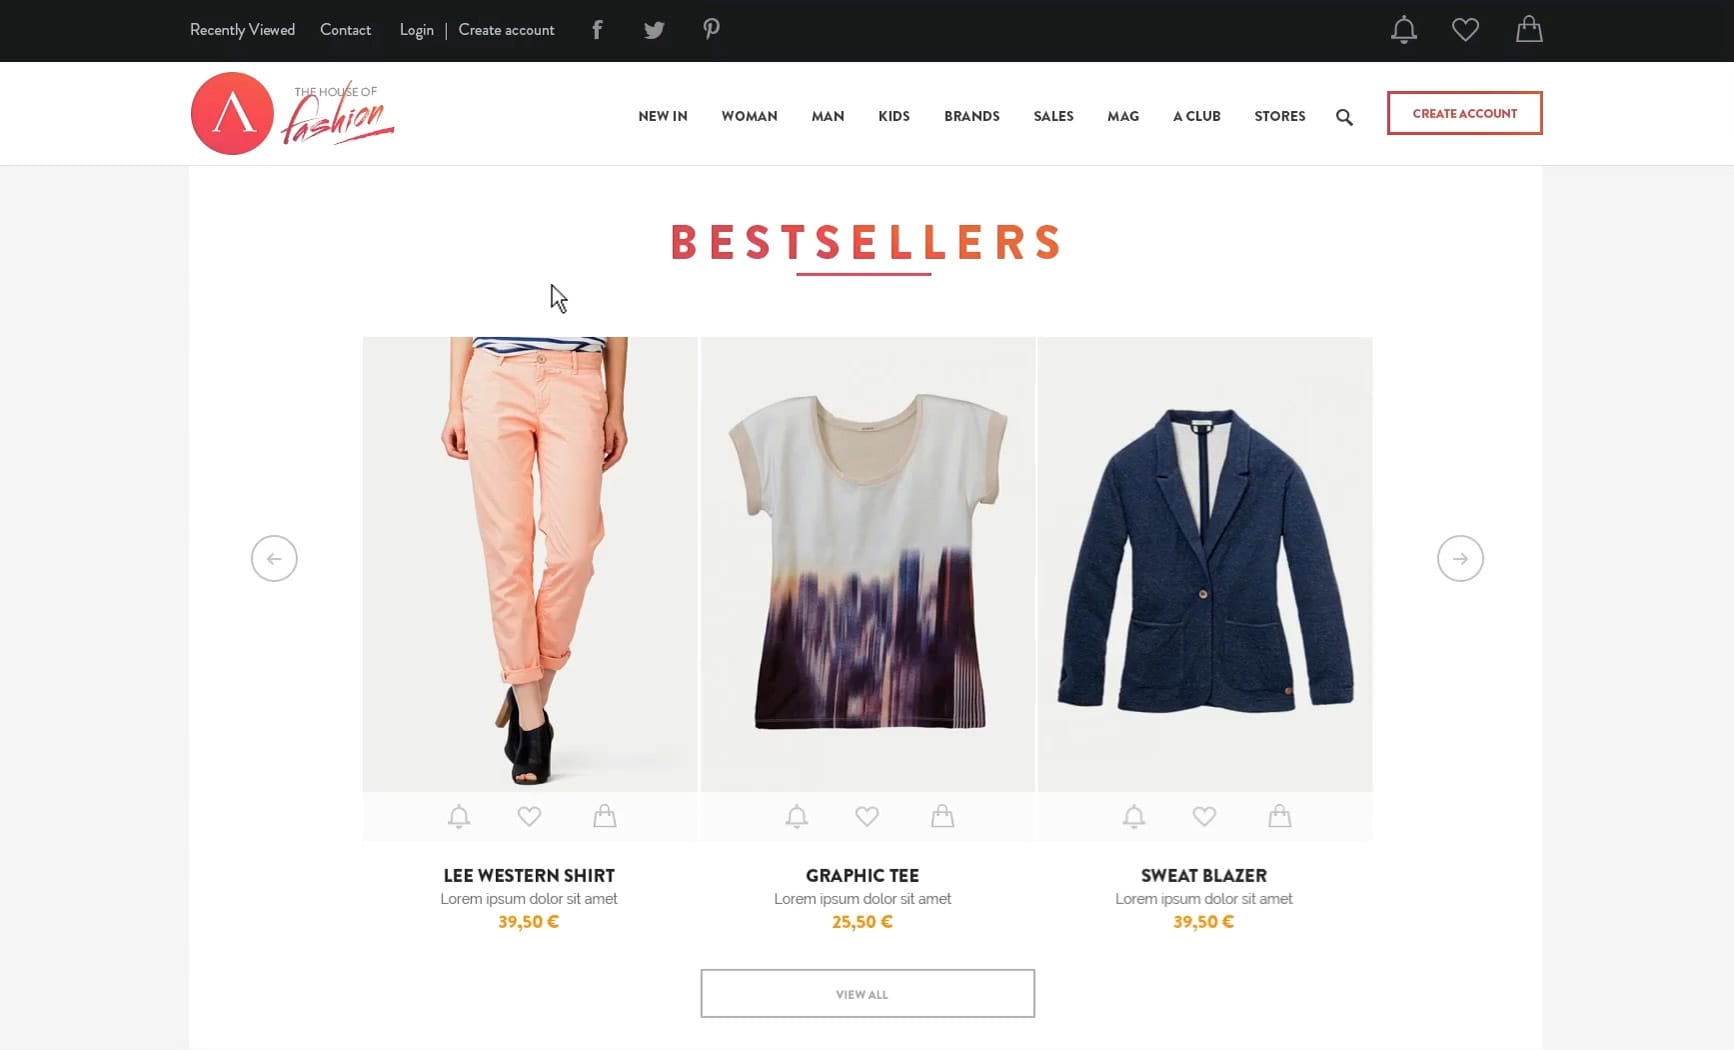 Recently Viewed Contact Login | Create account
THE HOUSE OF
fashion
NEW IN WOMAN MAN KIDS BRANDS SALES MAG A CLUB STORES CREATE ACCOUNT
BESTSELLERS
LEE WESTERN SHIRT GRAPHIC TEE SWEAT BLAZER
Lorem ipsum dolor sit amet Lorem ipsum dolor sit amet Lorem ipsum dolor sit amet
39,50 € 25,50 € 39,50 €
VIEW ALL